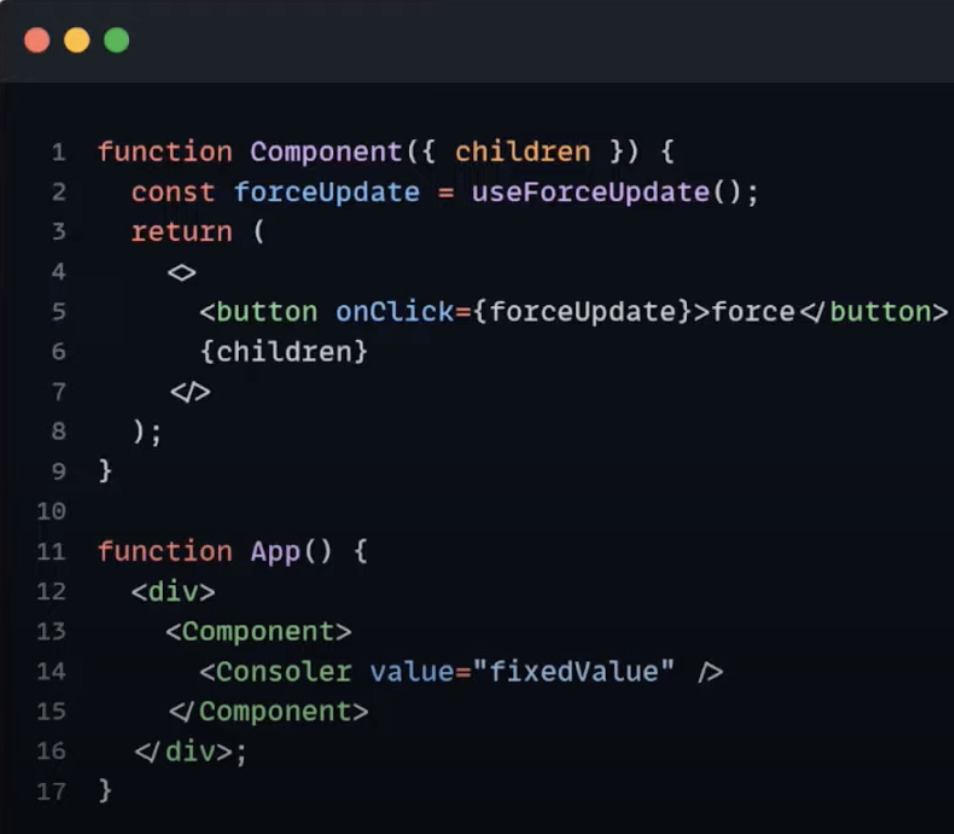 1 function Component({ children }) {
2 const forceUpdate = useForceUpdate();
3 return (
4 <>
5 <button onClick={forceUpdate}>force</button>
6 {children}
7 </>
8 );
9 }
10
11 function App() {
12 <div>
13 <Component>
14 <Consoler value="fixedValue" />
15 </Component>
16 </div>;
17 }